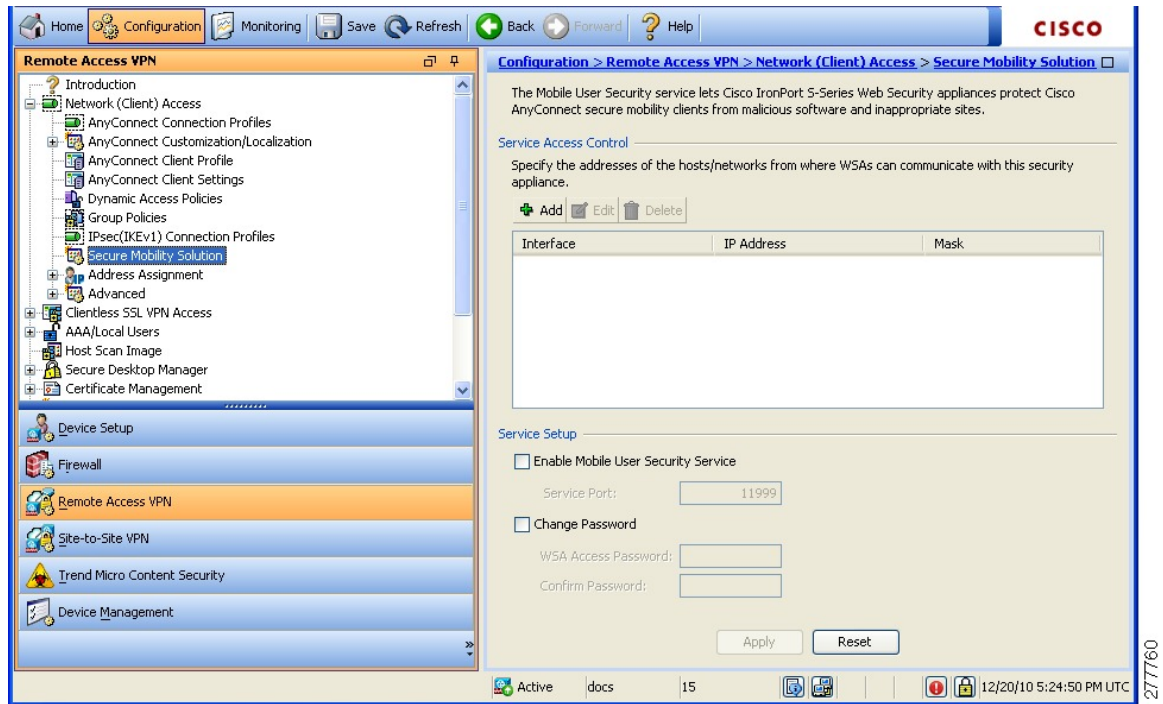 Home Configuration Monitoring Save Refresh Back Forward Help
CISCO
Remote Access VPN
Introduction
Network (Client) Access
AnyConnect Connection Profiles
AnyConnect Customization/Localization
AnyConnect Client Profile
AnyConnect Client Settings
Dynamic Access Policies
Group Policies
IPsec(IKEv1) Connection Profiles
Secure Mobility Solution
Address Assignment
Advanced
Clientless SSL VPN Access
AAA/Local Users
Host Scan Image
Secure Desktop Manager
Certificate Management
Device Setup
Firewall
Remote Access VPN
Site-to-Site VPN
Trend Micro Content Security
Device Management
Configuration > Remote Access VPN > Network (Client) Access > Secure Mobility Solution
The Mobile User Security service lets Cisco IronPort S-Series Web Security appliances protect Cisco
AnyConnect secure mobility clients from malicious software and inappropriate sites.
Service Access Control
Specify the addresses of the hosts/networks from where WSAs can communicate with this security
appliance.
Add Edit Delete
Interface IP Address Mask
Service Setup
Enable Mobile User Security Service
Service Port: 11999
Change Password
WSA Access Password:
Confirm Password:
Apply Reset
Active docs 15 12/20/10 5:24:50 PM UTC
277760